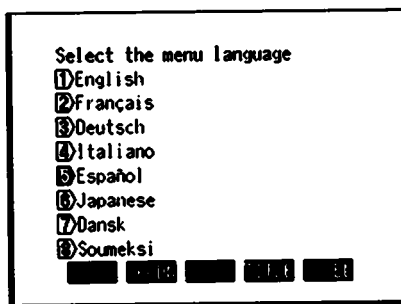 Select the menu language
1English
2Français
3Deutsch
4Italiano
5Español
6Japanese
7Dansk
8Soumeksi